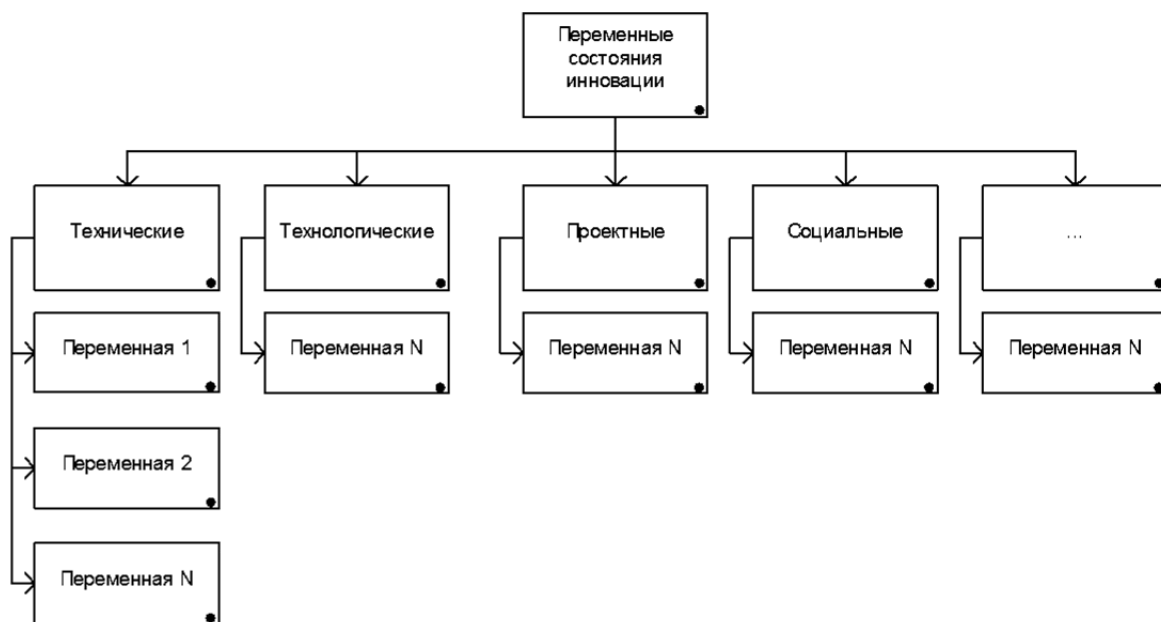 Переменные
состояния
инновации
Технические
Технологические
Проектные
Социальные
...
Переменная 1
Переменная N
Переменная N
Переменная N
Переменная N
Переменная 2
Переменная N